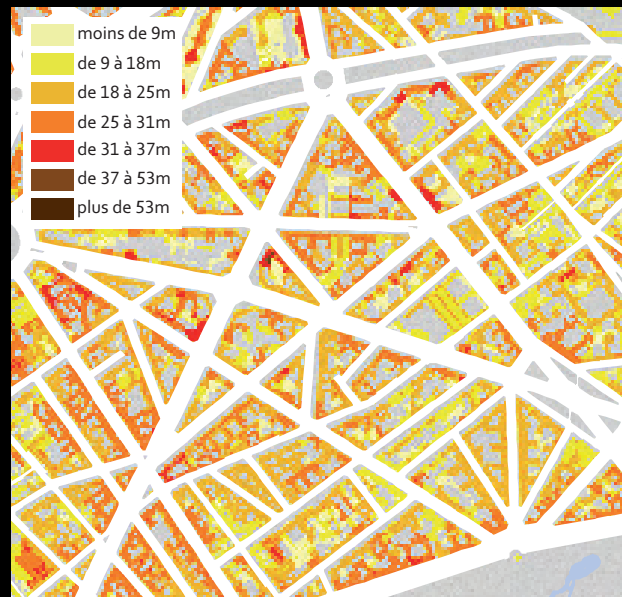 moins de 9m
de 9 à 18m
de 18 à 25m
de 25 à 31m
de 31 à 37m
de 37 à 53m
plus de 53m